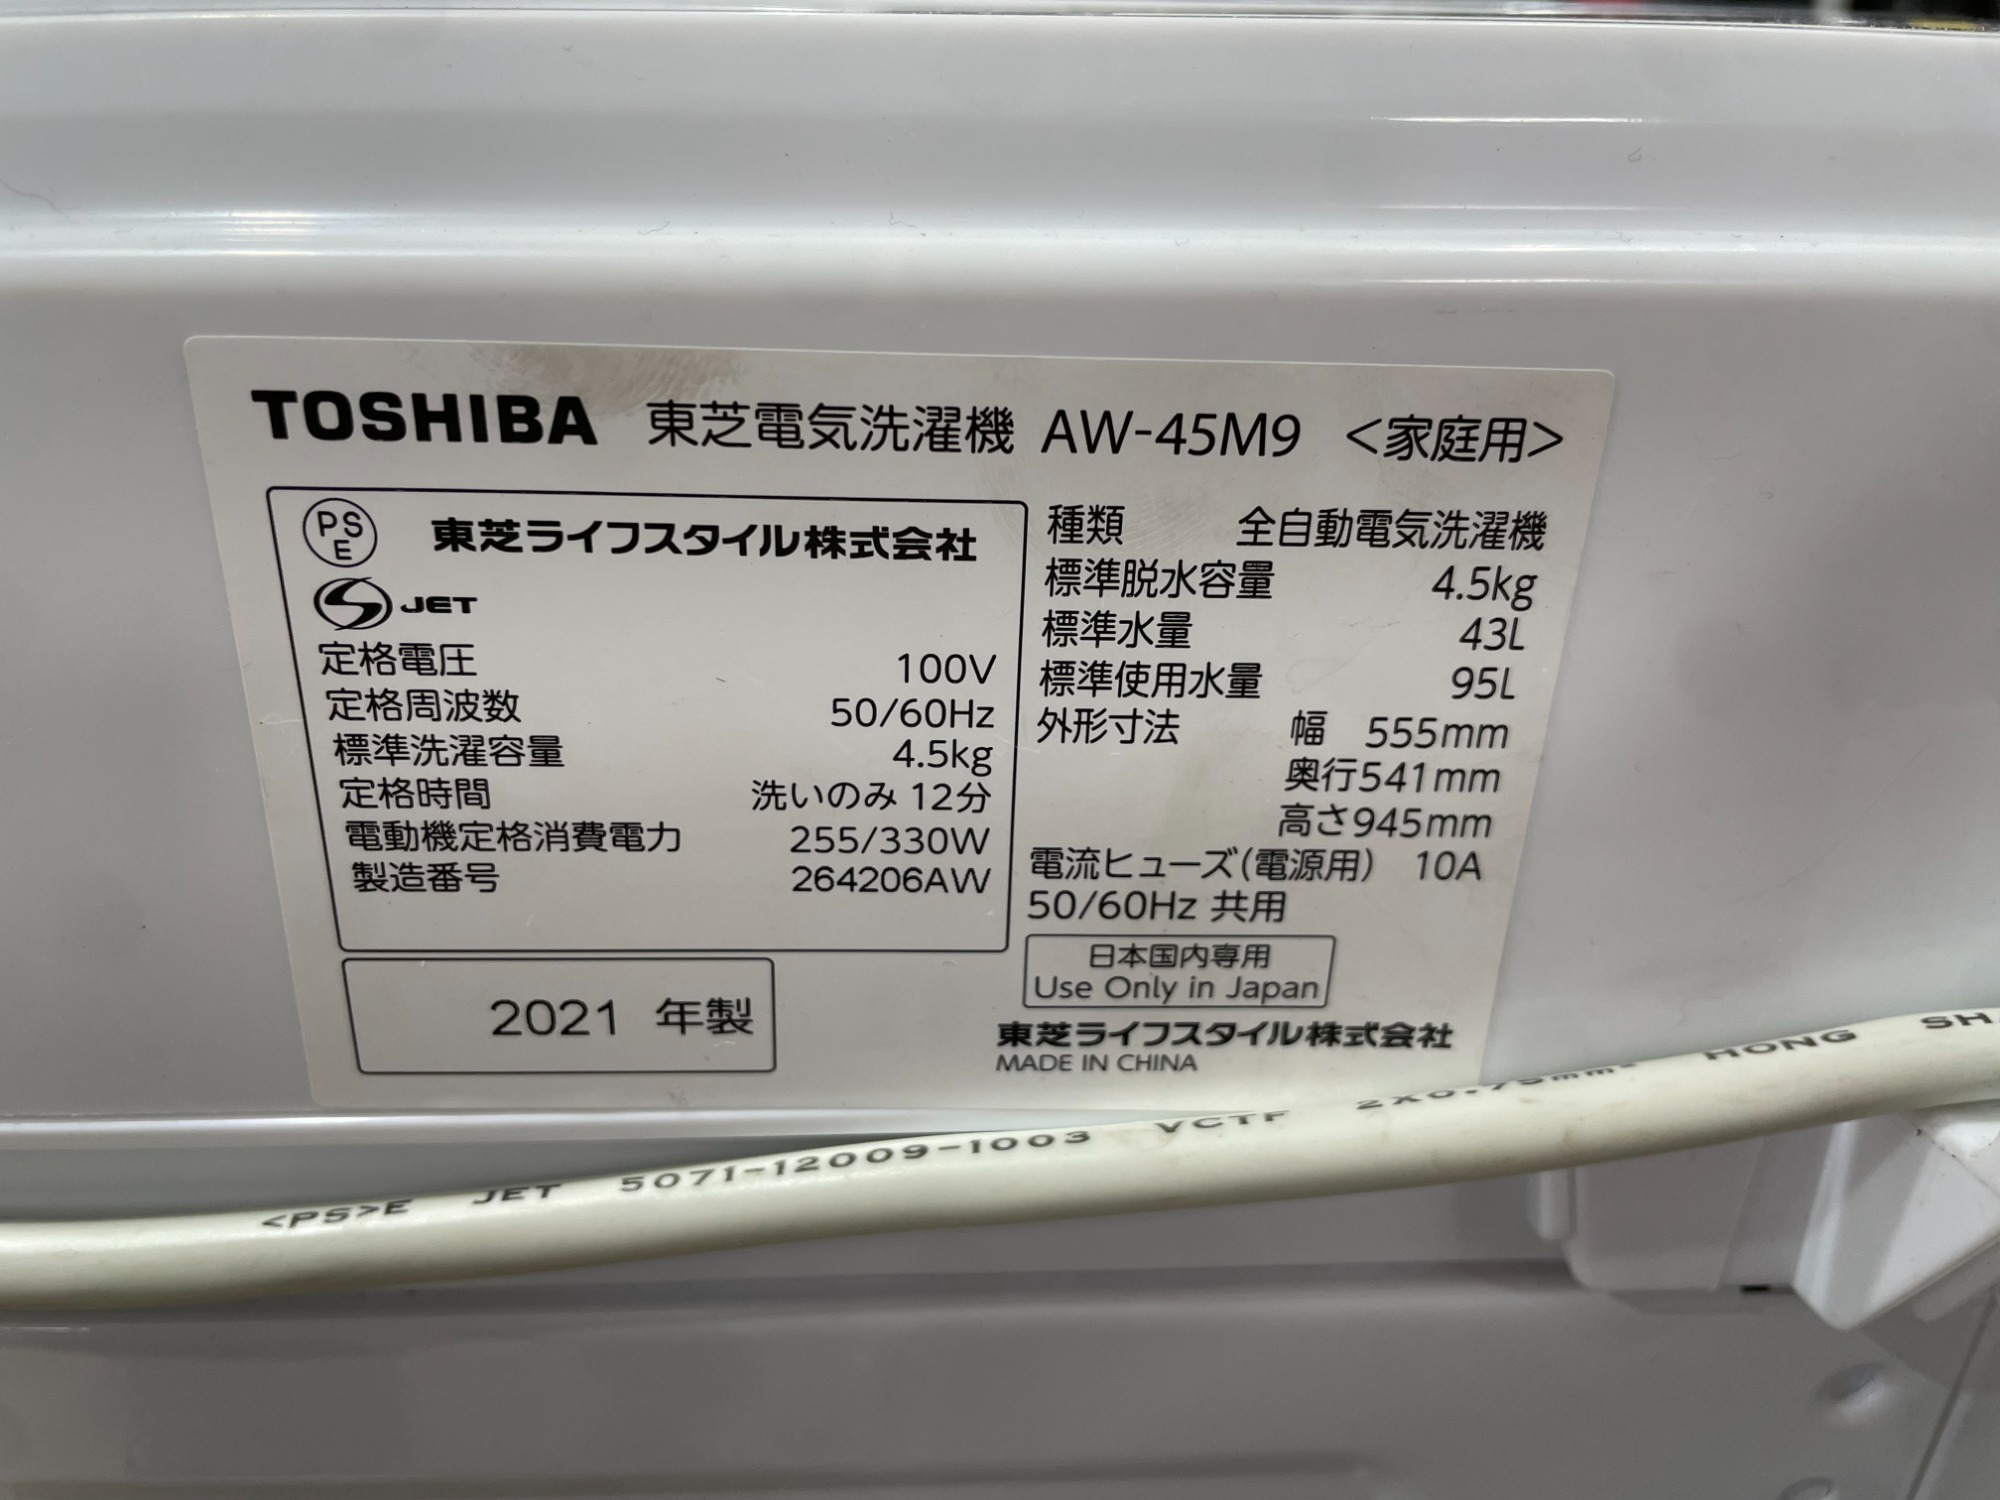 TOSHIBA 東芝電気洗濯機 AW-45M9 <家庭用>
PSE 東芝ライフスタイル株式会社
S JET
定格電圧 100V
定格周波数 50/60Hz
標準洗濯容量 4.5kg
定格時間 洗いのみ 12分
電動機定格消費電力 255/330W
製造番号 264206AW
2021 年製
種類 全自動電気洗濯機
標準脱水容量 4.5kg
標準水量 43L
標準使用水量 95L
外形寸法 幅 555mm
奥行541mm
高さ945mm
電流ヒューズ(電源用) 10A
50/60Hz 共用
日本国内専用
Use Only in Japan
東芝ライフスタイル株式会社
MADE IN CHINA
<PS>E JET 5071-12009-1003 VCTF 2X0.75mm² HONG